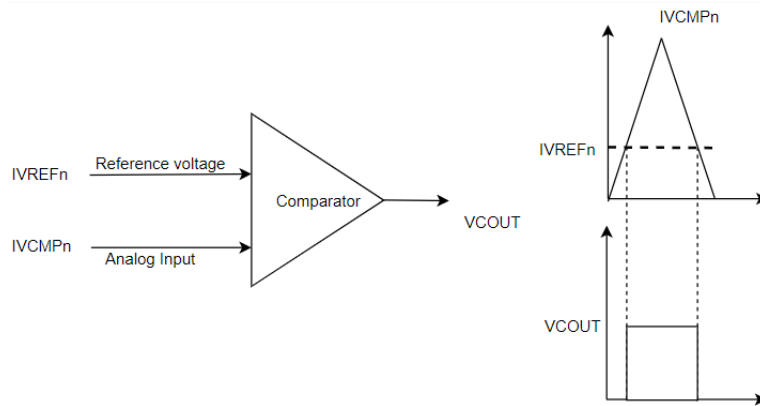 IVREFn
Reference voltage
Comparator
VCOUT
IVCMPn
Analog Input
IVCMPn
IVREFn
VCOUT